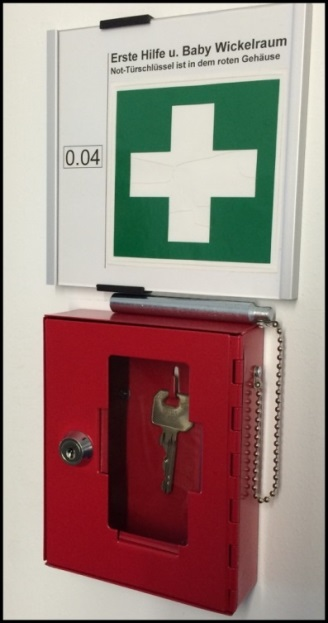 Erste Hilfe u. Baby Wickelraum
Not-Türschlüssel ist in dem roten Gehäuse
0.04